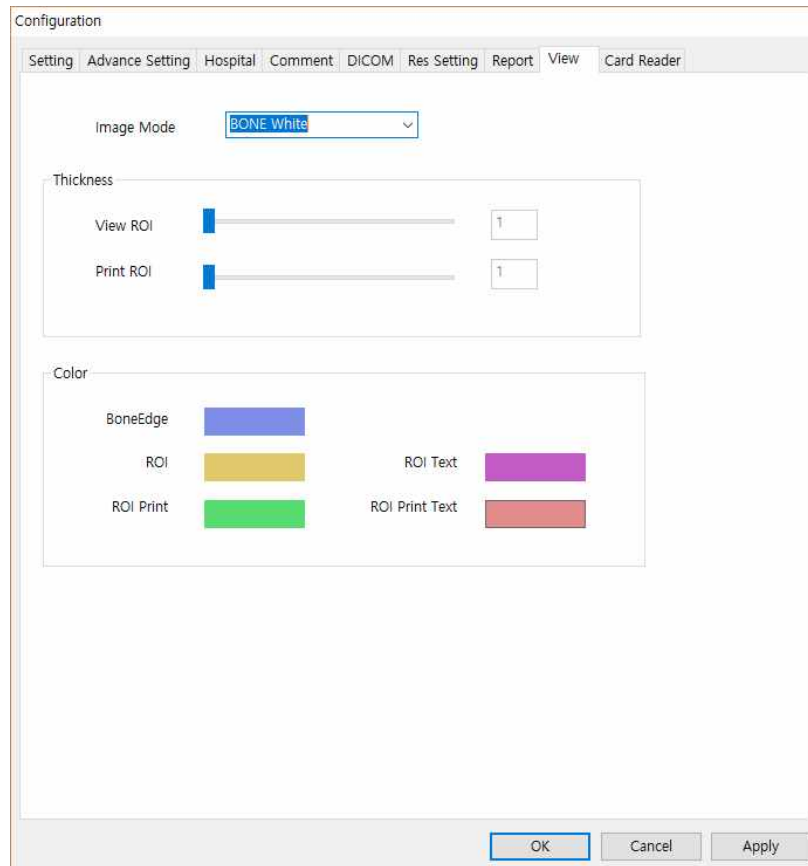 Configuration
Setting Advance Setting Hospital Comment DICOM Res Setting Report View Card Reader
Image Mode BONE White
Thickness
View ROI 1
Print ROI 1
Color
BoneEdge
ROI ROI Text
ROI Print ROI Print Text
OK Cancel Apply